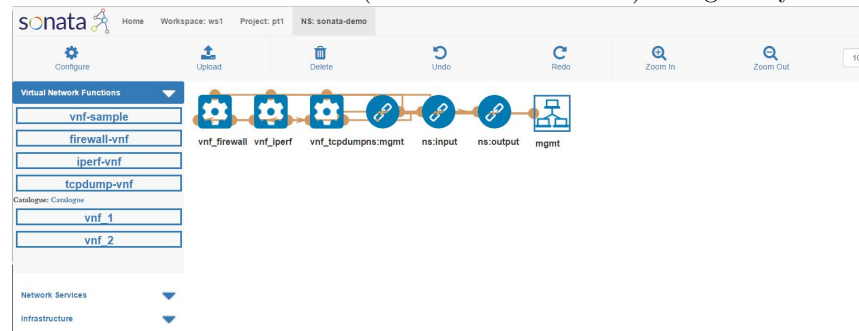 sonata Home Workspace: ws1 Project: pt1 NS: sonata-demo
Configure Upload Delete Undo Redo Zoom In Zoom Out 10
Virtual Network Functions
vnf-sample
firewall-vnf
iperf-vnf
tcpdump-vnf
Catalogue: Catalogue
vnf_1
vnf_2
Network Services
Infrastructure
vnf_firewall vnf_iperf vnf_tcpdumpns:mgmt ns:input ns:output mgmt